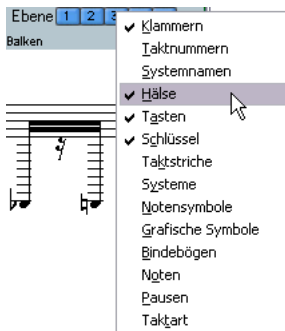 Ebene 1 2 3
Balken
Klammern
Taktnummern
Systemnamen
Hälse
Tasten
Schlüssel
Taktstriche
Systeme
Notensymbole
Grafische Symbole
Bindebögen
Noten
Pausen
Taktart